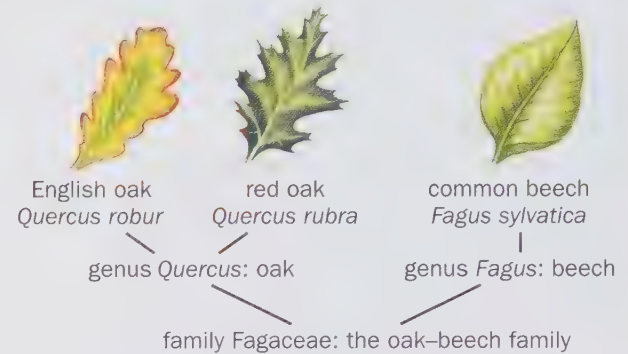 English oak
Quercus robur
red oak
Quercus rubra
common beech
Fagus sylvatica
genus Quercus: oak
genus Fagus: beech
family Fagaceae: the oak–beech family